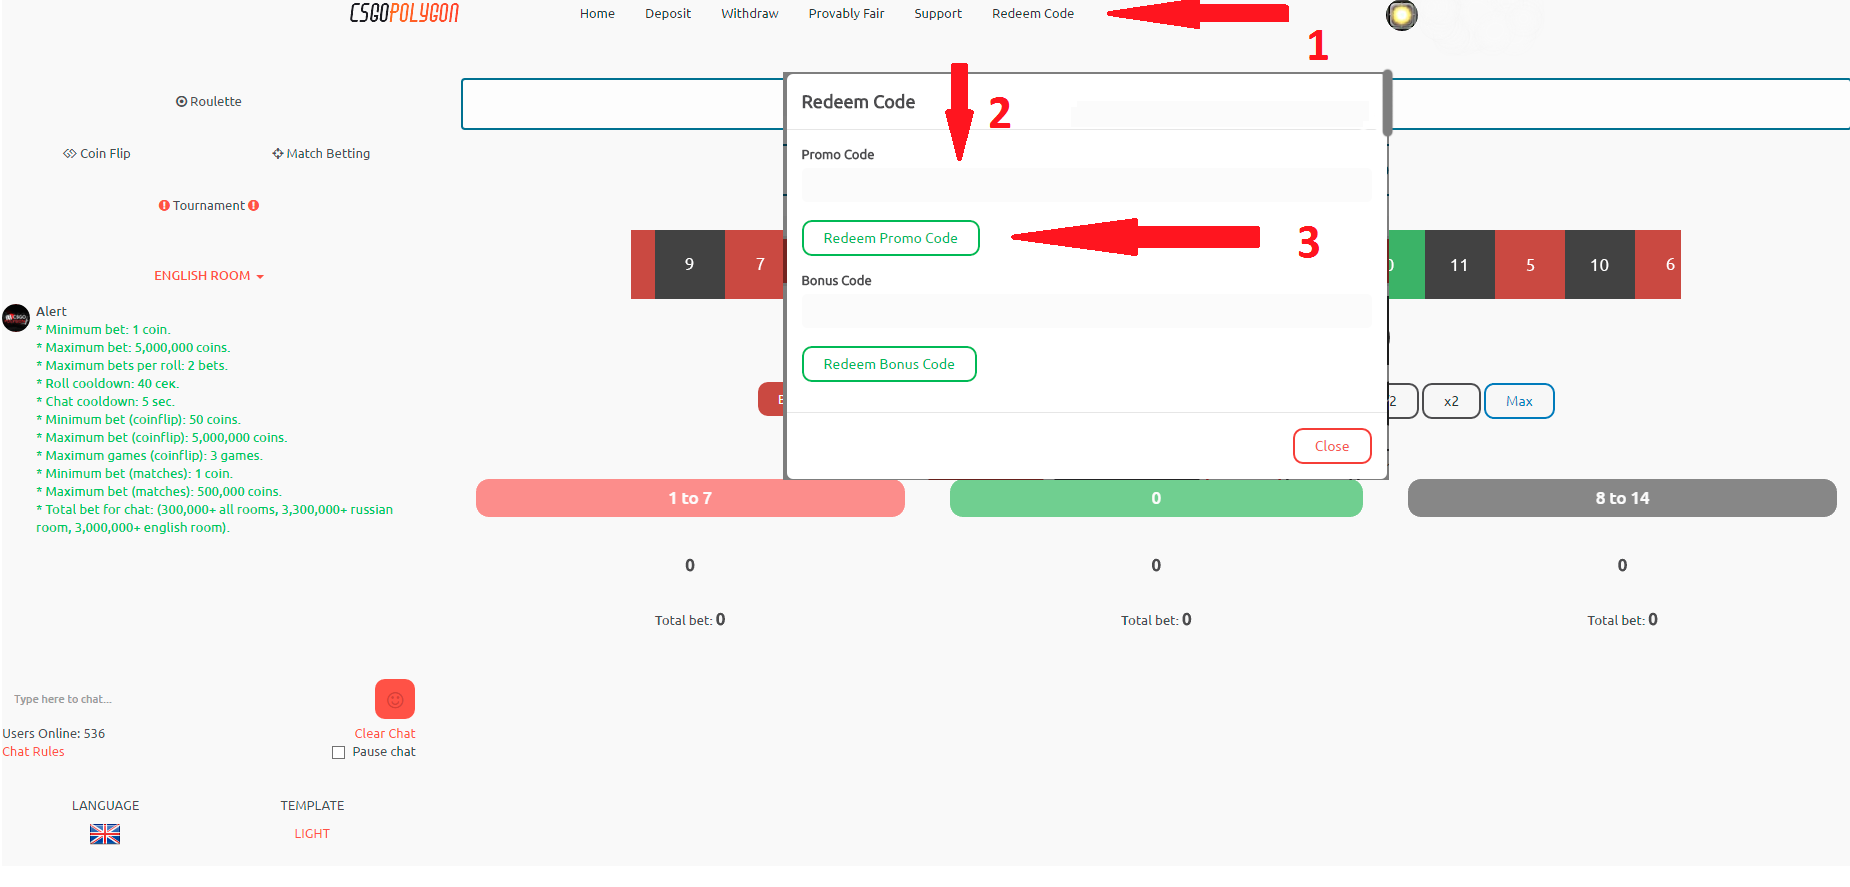 CSGOPOLYGON
Home Deposit Withdraw Provably Fair Support Redeem Code
1
Roulette
Coin Flip Match Betting
Tournament
ENGLISH ROOM
Alert
* Minimum bet: 1 coin.
* Maximum bet: 5,000,000 coins.
* Maximum bets per roll: 2 bets.
* Roll cooldown: 40 сек.
* Chat cooldown: 5 sec.
* Minimum bet (coinflip): 50 coins.
* Maximum bet (coinflip): 5,000,000 coins.
* Maximum games (coinflip): 3 games.
* Minimum bet (matches): 1 coin.
* Maximum bet (matches): 500,000 coins.
* Total bet for chat: (300,000+ all rooms, 3,300,000+ russian
room, 3,000,000+ english room).
Type here to chat...
Users Online: 536 Clear Chat
Chat Rules Pause chat
LANGUAGE TEMPLATE
LIGHT
Redeem Code
2
Promo Code
Redeem Promo Code
3
Bonus Code
Redeem Bonus Code
Close
9 7 11 5 10 6
2 x2 Max
1 to 7 0 8 to 14
0 0 0
Total bet: 0 Total bet: 0 Total bet: 0